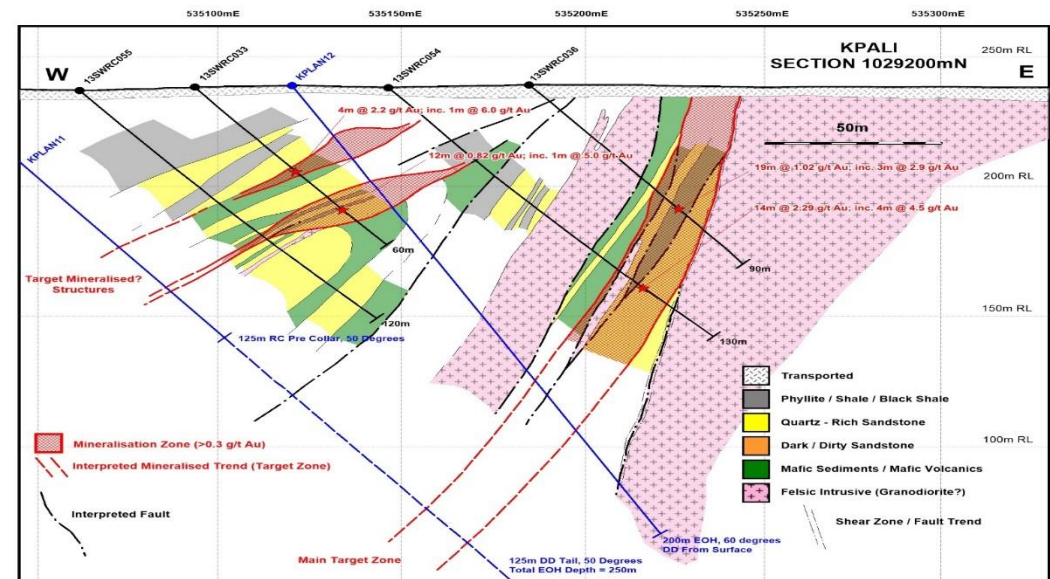 535100mE 535150mE 535200mE 535250mE 535300mE
W
13SWRC055
13SWRC033
KPLAN12
13SWRC054
13SWRC036
KPALI
SECTION 1029200mN
E
250m RL
4m @ 2.2 g/t Au; inc. 1m @ 6.0 g/t Au
50m
KPLAN11
12m @ 0.82 g/t Au; inc. 1m @ 5.0 g/t Au
19m @ 1.02 g/t Au; inc. 3m @ 2.9 g/t Au
200m RL
14m @ 2.29 g/t Au; inc. 4m @ 4.5 g/t Au
60m
90m
Target Mineralised?
Structures
120m
150m RL
125m RC Pre Collar, 50 Degrees
130m
Transported
Phyllite / Shale / Black Shale
Quartz - Rich Sandstone
Dark / Dirty Sandstone
Mafic Sediments / Mafic Volcanics
Felsic Intrusive (Granodiorite?)
Shear Zone / Fault Trend
100m RL
Mineralisation Zone (>0.3 g/t Au)
Interpreted Mineralised Trend (Target Zone)
Interpreted Fault
Main Target Zone
125m DD Tail, 50 Degrees
Total EOH Depth = 250m
200m EOH, 60 degrees
DD From Surface